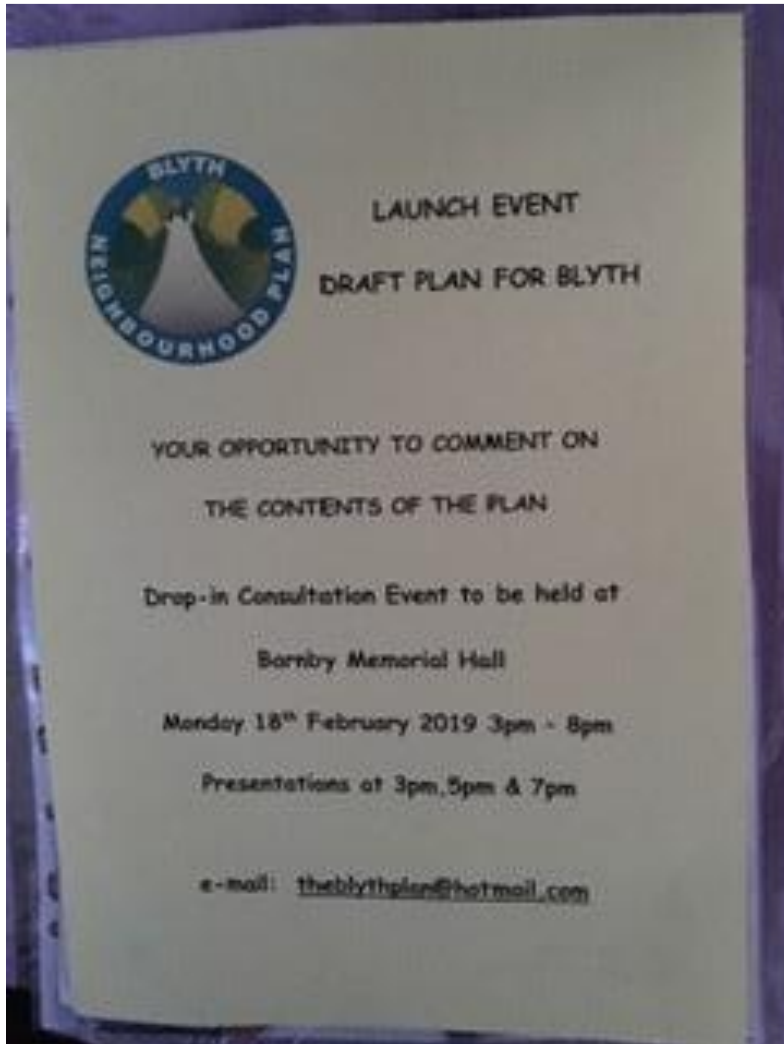 BLYTH
NEIGHBOURHOOD PLAN
LAUNCH EVENT
DRAFT PLAN FOR BLYTH
YOUR OPPORTUNITY TO COMMENT ON
THE CONTENTS OF THE PLAN
Drop-in Consultation Event to be held at
Barnby Memorial Hall
Monday 18th February 2019 3pm - 8pm
Presentations at 3pm,5pm & 7pm
e-mail: theblythplan@hotmail.com